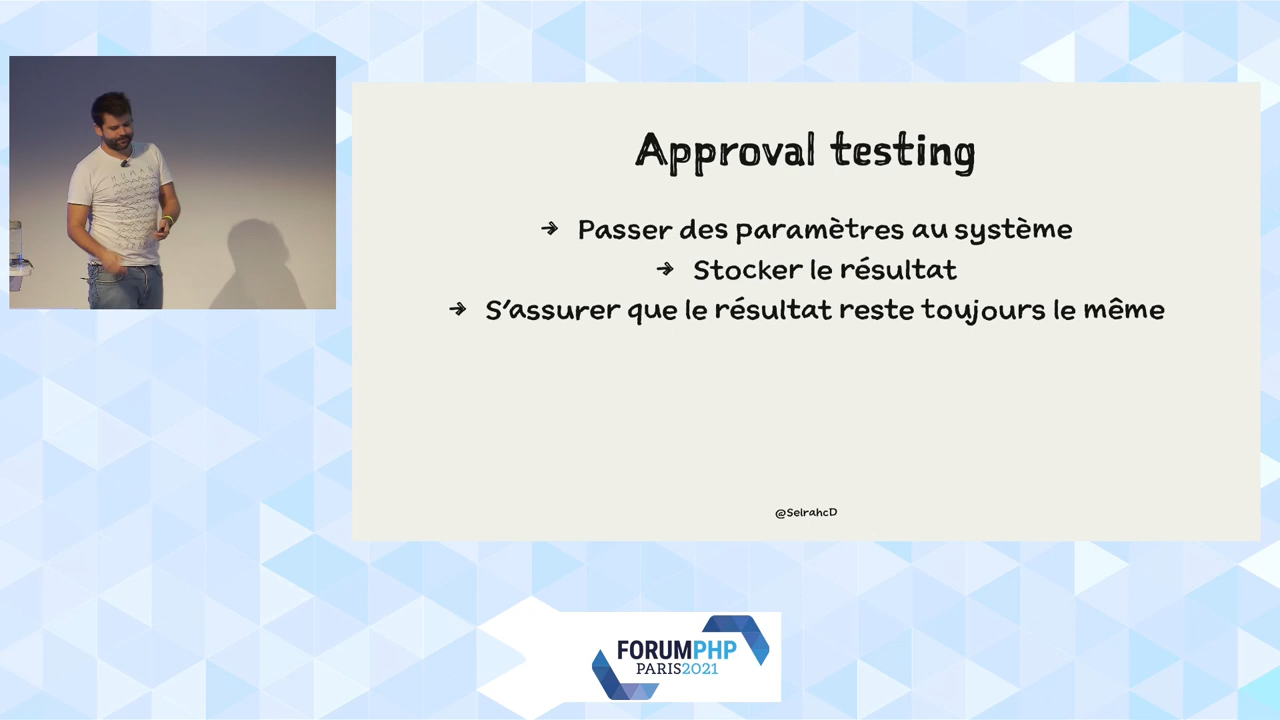 Approval testing
→ Passer des paramètres au système
→ Stocker le résultat
→ S'assurer que le résultat reste toujours le même
@SelrahcD
HUMAN
FORUMPHP
PARIS2021